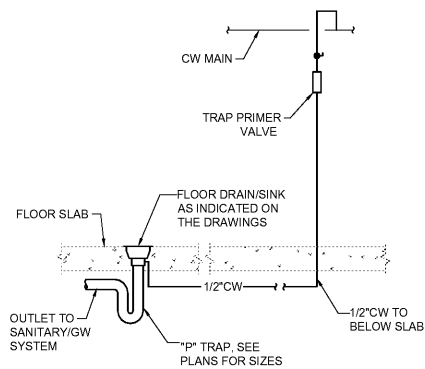 CW MAIN
TRAP PRIMER
VALVE
FLOOR DRAIN/SINK
AS INDICATED ON
THE DRAWINGS
FLOOR SLAB
1/2"CW
OUTLET TO
SANITARY/GW
SYSTEM
1/2"CW TO
BELOW SLAB
"P" TRAP, SEE
PLANS FOR SIZES